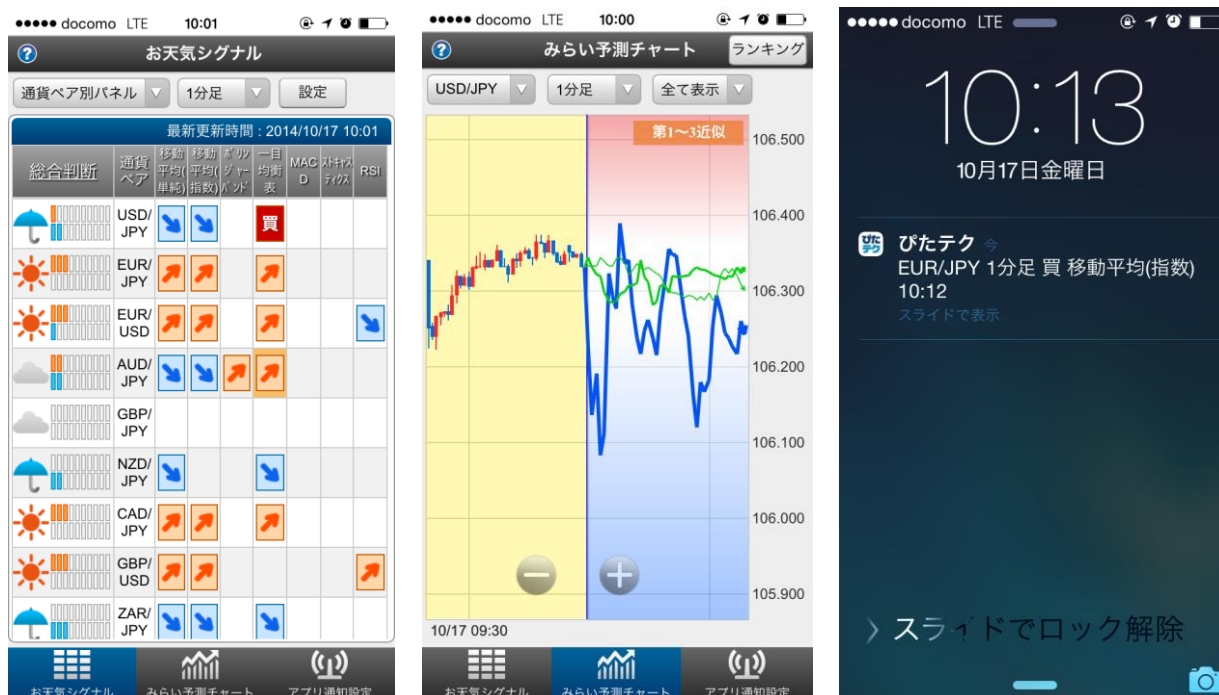 docomo LTE 10:01
お天気シグナル
通貨ペア別パネル 1分足 設定
最新更新時間 : 2014/10/17 10:01
総合判断
通貨
ペア
移動
平均(
単純)
移動
平均(
指数)
ボリン
ジャー
バンド
一目
均衡
表
MAC
D
ストキャス
ティクス
RSI
USD/
JPY
買
EUR/
JPY
EUR/
USD
AUD/
JPY
GBP/
JPY
NZD/
JPY
CAD/
JPY
GBP/
USD
ZAR/
JPY
お天気シグナル みらい予測チャート アプリ通知設定
docomo LTE 10:00
みらい予測チャート ランキング
USD/JPY 1分足 全て表示
第1~3近似
106.500
106.400
106.300
106.200
106.100
106.000
105.900
10/17 09:30
お天気シグナル みらい予測チャート アプリ通知設定
docomo LTE
10:13
10月17日金曜日
ぴた
テク
ぴたテク 今
EUR/JPY 1分足 買 移動平均(指数)
10:12
スライドで表示
スライドでロック解除